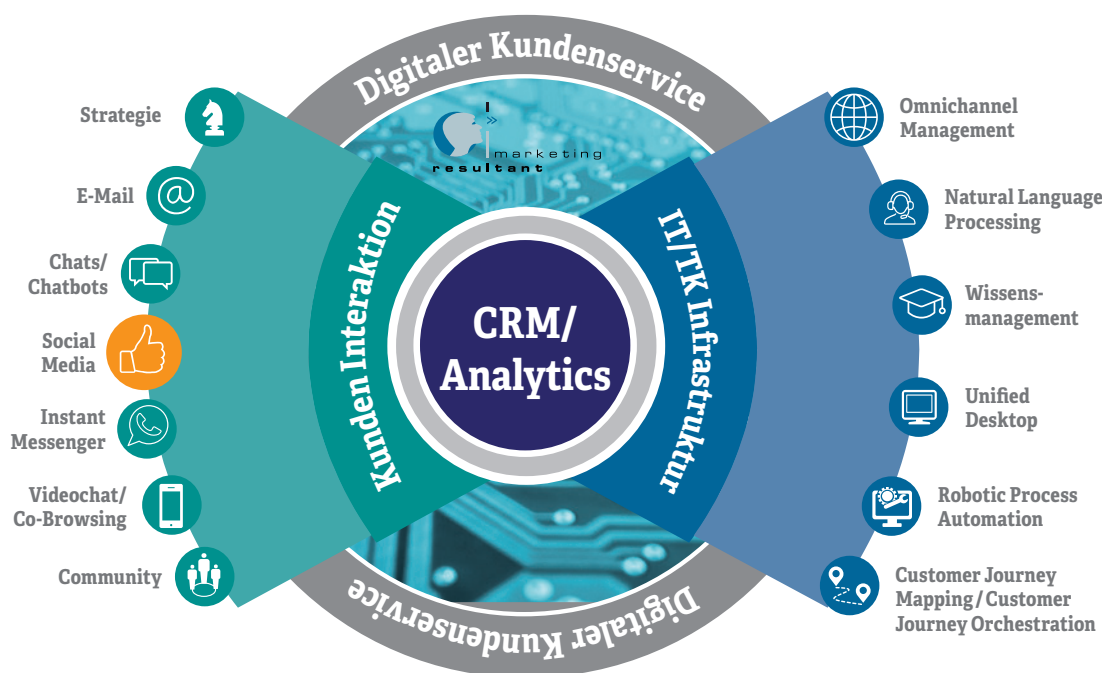 Digitaler Kundenservice
marketing
resultant
Strategie
E-Mail
Chats/
Chatbots
Social
Media
Instant
Messenger
Videochat/
Co-Browsing
Community
Kunden Interaktion
CRM/
Analytics
IT/TK Infrastruktur
Omnichannel
Management
Natural Language
Processing
Wissens-
management
Unified
Desktop
Robotic Process
Automation
Customer Journey
Mapping / Customer
Journey Orchestration
Digitaler Kundenservice